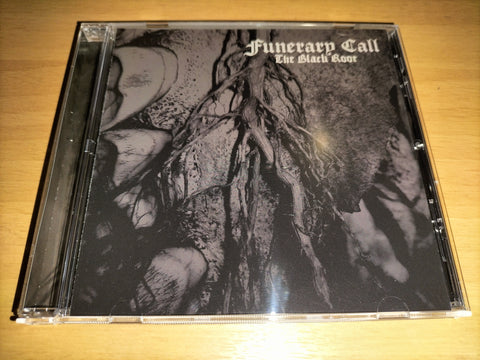 Funerary Call
The Black Root